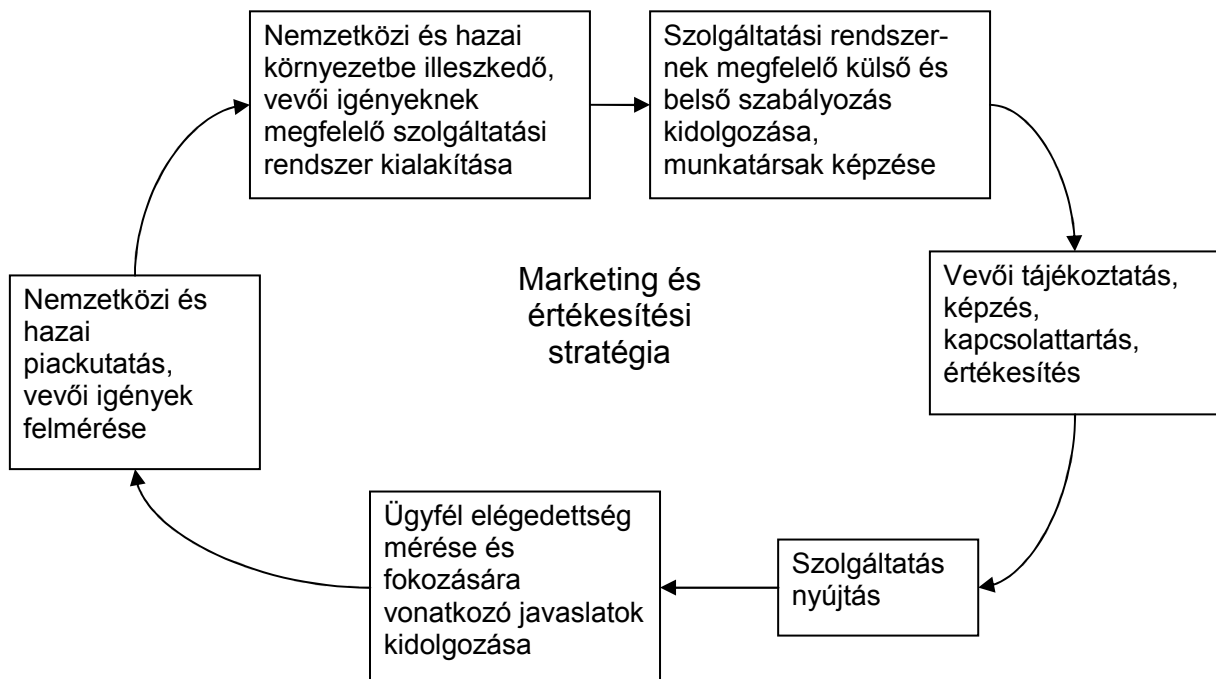 Nemzetközi és hazai
környezetbe illeszkedő,
vevői igényeknek
megfelelő szolgáltatási
rendszer kialakítása
Szolgáltatási rendszer-
nek megfelelő külső és
belső szabályozás
kidolgozása,
munkatársak képzése
Vevői tájékoztatás,
képzés,
kapcsolattartás,
értékesítés
Szolgáltatás
nyújtás
Ügyfél elégedettség
mérése és
fokozására
vonatkozó javaslatok
kidolgozása
Nemzetközi és
hazai
piackutatás,
vevői igények
felmérése
Marketing és
értékesítési
stratégia